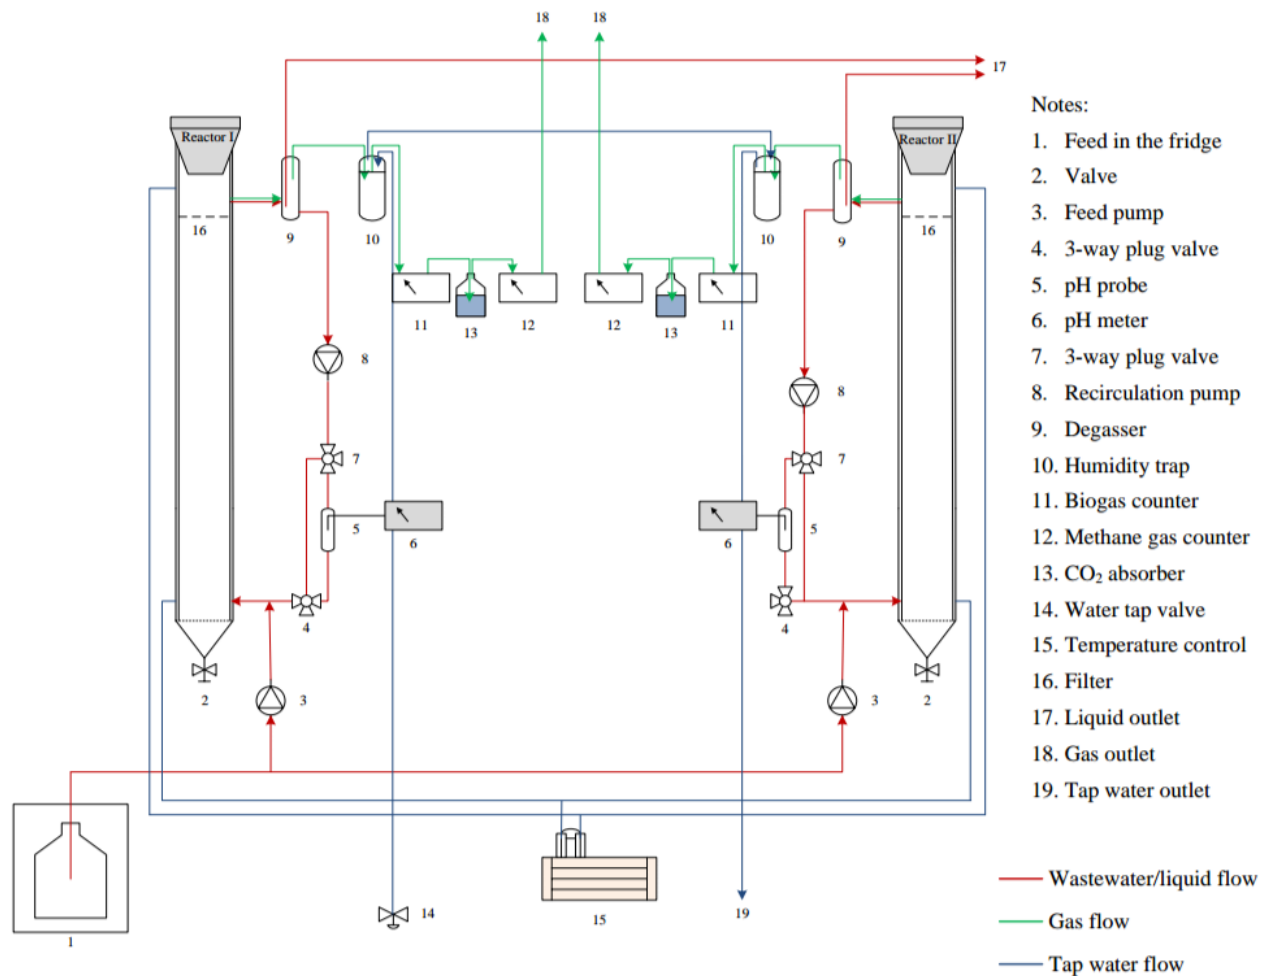 18 18
17
Reactor I
Reactor II
16
9
10
10
9
16
11
13
12
12
13
11
8
8
7
7
5
6
6
5
4
4
2
3
3
2
14
15
19
1
Notes:
1. Feed in the fridge
2. Valve
3. Feed pump
4. 3-way plug valve
5. pH probe
6. pH meter
7. 3-way plug valve
8. Recirculation pump
9. Degasser
10. Humidity trap
11. Biogas counter
12. Methane gas counter
13. CO₂ absorber
14. Water tap valve
15. Temperature control
16. Filter
17. Liquid outlet
18. Gas outlet
19. Tap water outlet
Wastewater/liquid flow
Gas flow
Tap water flow